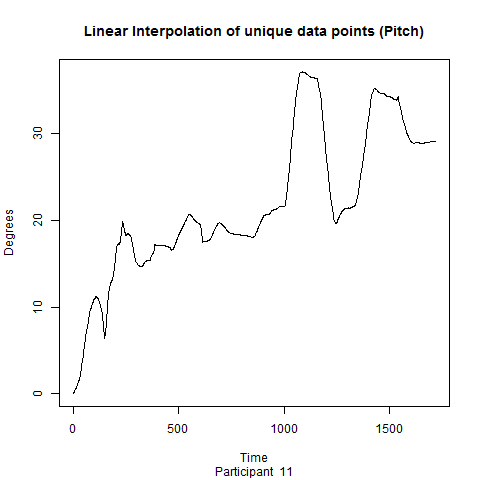 Linear Interpolation of unique data points (Pitch)
Degrees
30
20
10
0
0 500 1000 1500
Time
Participant 11